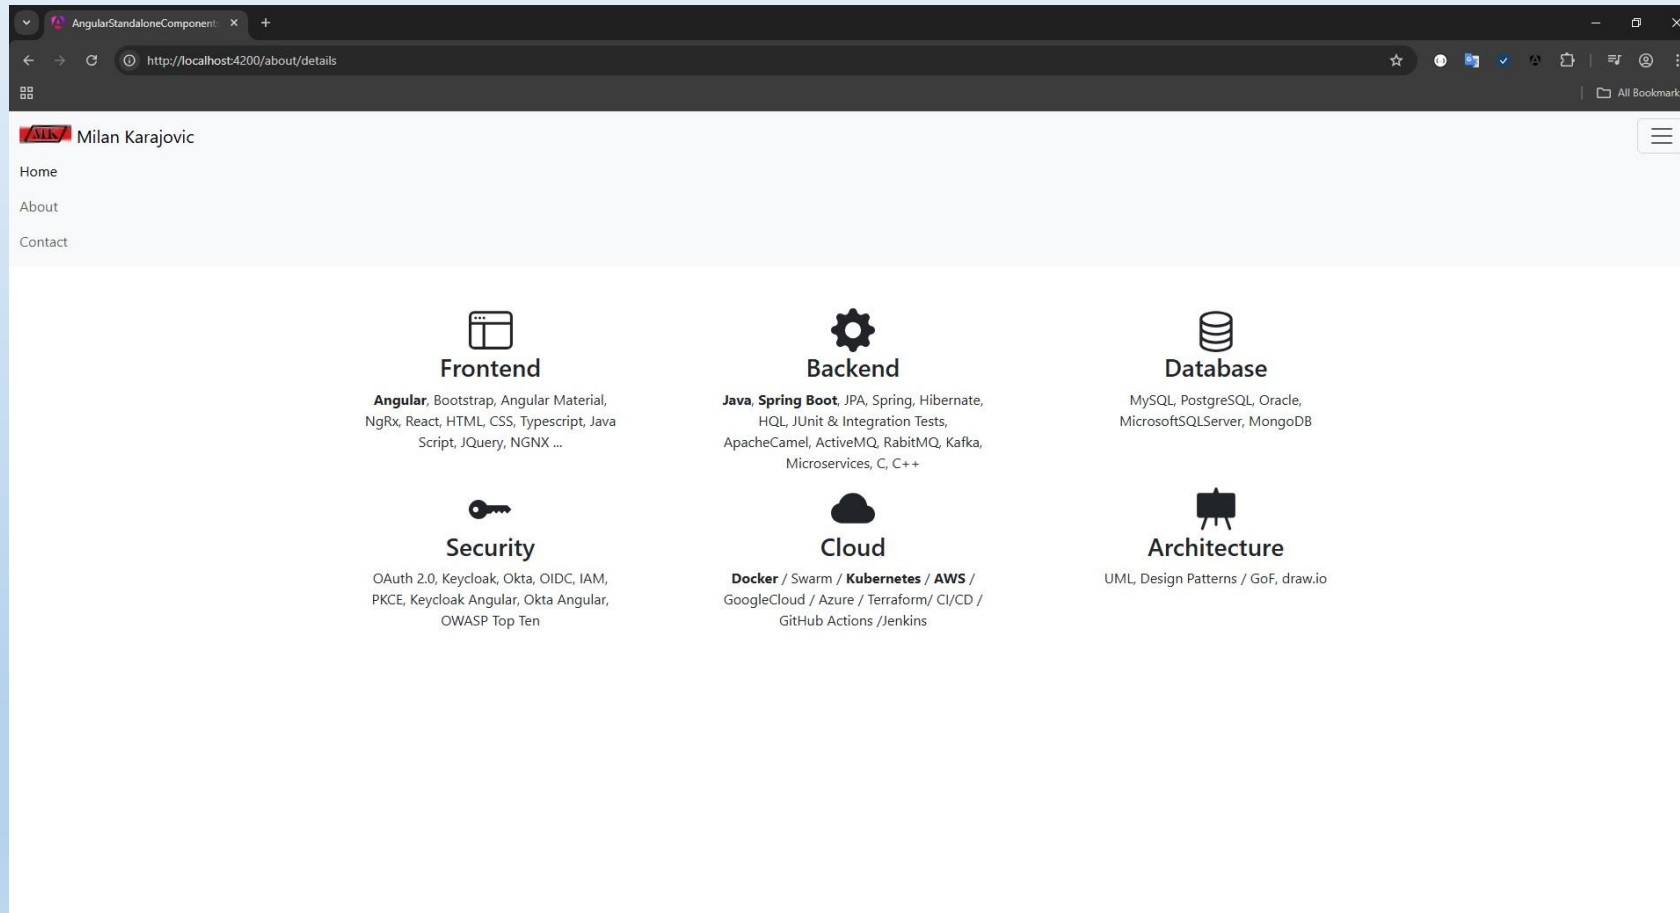 AngularStandaloneComponent
http://localhost:4200/about/details
All Bookmark
MK Milan Karajovic
Home
About
Contact
Frontend
Angular, Bootstrap, Angular Material,
NgRx, React, HTML, CSS, Typescript, Java
Script, JQuery, NGNX ...
Backend
Java, Spring Boot, JPA, Spring, Hibernate,
HQL, JUnit & Integration Tests,
ApacheCamel, ActiveMQ, RabitMQ, Kafka,
Microservices, C, C++
Database
MySQL, PostgreSQL, Oracle,
MicrosoftSQLServer, MongoDB
Security
OAuth 2.0, Keycloak, Okta, OIDC, IAM,
PKCE, Keycloak Angular, Okta Angular,
OWASP Top Ten
Cloud
Docker / Swarm / Kubernetes / AWS /
GoogleCloud / Azure / Terraform/ CI/CD /
GitHub Actions /Jenkins
Architecture
UML, Design Patterns / GoF, draw.io